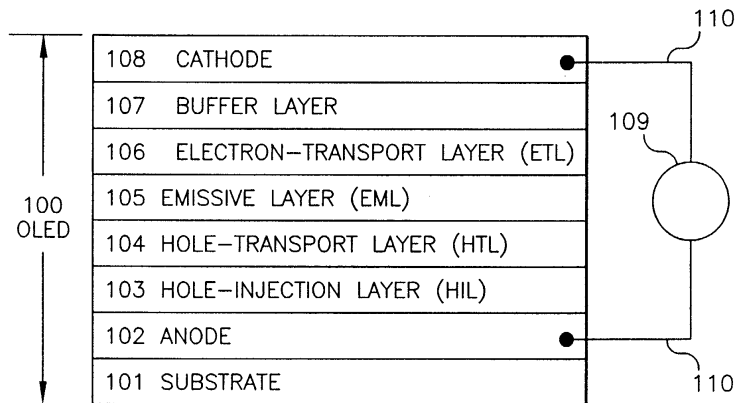 110
108 CATHODE
107 BUFFER LAYER
109
106 ELECTRON-TRANSPORT LAYER (ETL)
105 EMISSIVE LAYER (EML)
100
OLED
104 HOLE-TRANSPORT LAYER (HTL)
103 HOLE-INJECTION LAYER (HIL)
102 ANODE
101 SUBSTRATE
110